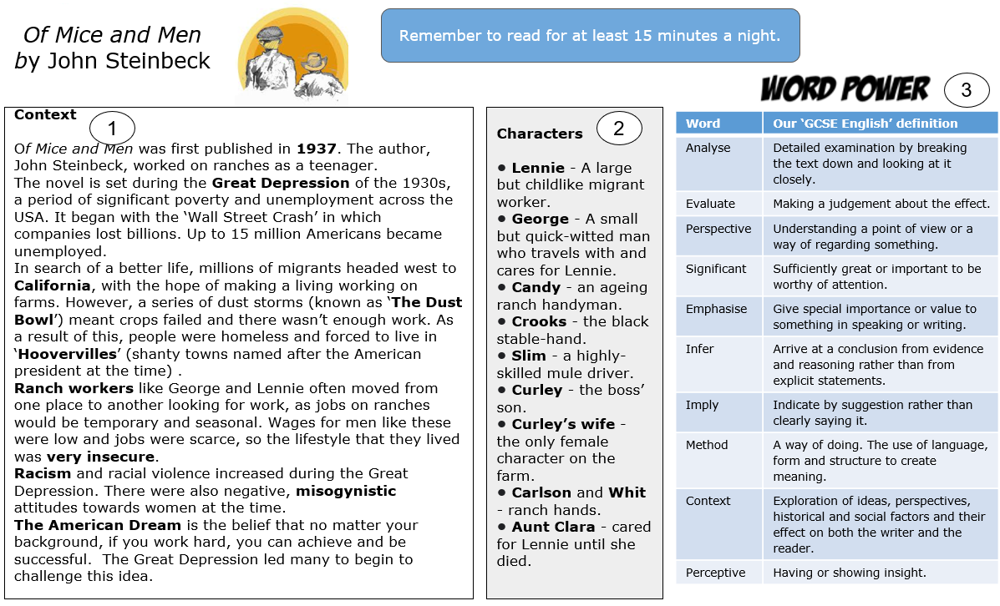 Of Mice and Men
by John Steinbeck
Remember to read for at least 15 minutes a night.
WORD POWER
3
Context
1
Of Mice and Men was first published in 1937. The author,
John Steinbeck, worked on ranches as a teenager.
The novel is set during the Great Depression of the 1930s,
a period of significant poverty and unemployment across the
USA. It began with the ‘Wall Street Crash’ in which
companies lost billions. Up to 15 million Americans became
unemployed.
In search of a better life, millions of migrants headed west to
California, with the hope of making a living working on
farms. However, a series of dust storms (known as ‘The Dust
Bowl’) meant crops failed and there wasn’t enough work. As
a result of this, people were homeless and forced to live in
‘Hoovervilles’ (shanty towns named after the American
president at the time) .
Ranch workers like George and Lennie often moved from
one place to another looking for work, as jobs on ranches
would be temporary and seasonal. Wages for men like these
were low and jobs were scarce, so the lifestyle that they lived
was very insecure.
Racism and racial violence increased during the Great
Depression. There were also negative, misogynistic
attitudes towards women at the time.
The American Dream is the belief that no matter your
background, if you work hard, you can achieve and be
successful.  The Great Depression led many to begin to
challenge this idea.
Characters
2
● Lennie - A large
but childlike migrant
worker.
● George - A small
but quick-witted man
who travels with and
cares for Lennie.
● Candy - an ageing
ranch handyman.
● Crooks - the black
stable-hand.
● Slim - a highly-
skilled mule driver.
● Curley - the boss’
son.
● Curley’s wife -
the only female
character on the
farm.
● Carlson and Whit
- ranch hands.
● Aunt Clara - cared
for Lennie until she
died.
Word Our ‘GCSE English’ definition
Analyse Detailed examination by breaking
the text down and looking at it
closely.
Evaluate Making a judgement about the effect.
Perspective Understanding a point of view or a
way of regarding something.
Significant Sufficiently great or important to be
worthy of attention.
Emphasise Give special importance or value to
something in speaking or writing.
Infer Arrive at a conclusion from evidence
and reasoning rather than from
explicit statements.
Imply Indicate by suggestion rather than
clearly saying it.
Method A way of doing. The use of language,
form and structure to create
meaning.
Context Exploration of ideas, perspectives,
historical and social factors and their
effect on both the writer and the
reader.
Perceptive Having or showing insight.